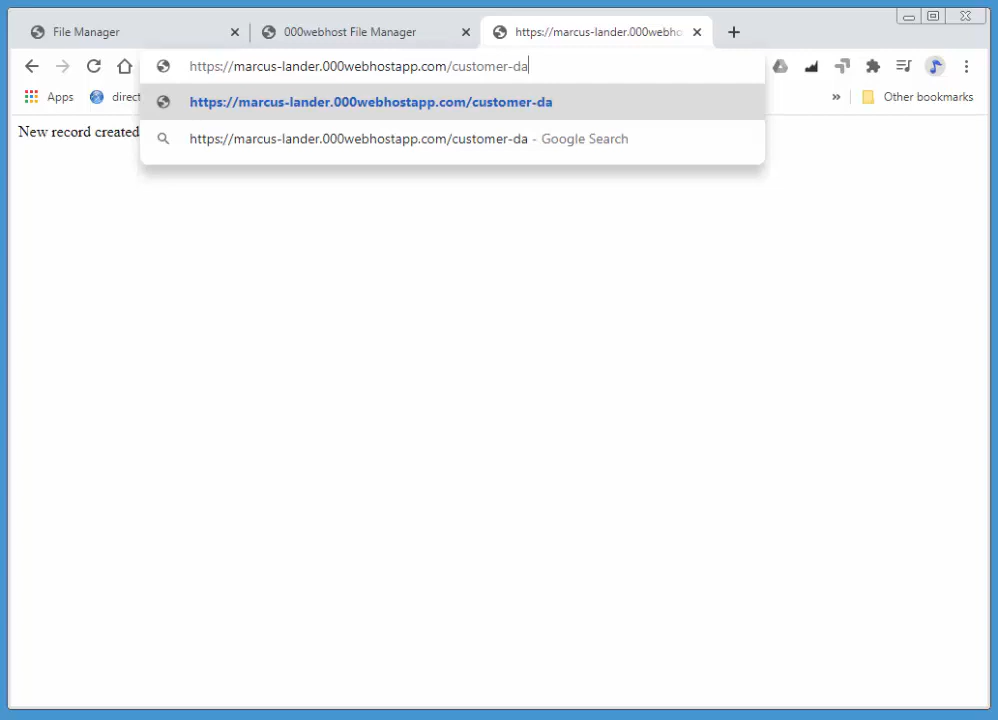 File Manager
000webhost File Manager
https://marcus-lander.000webho
https://marcus-lander.000webhostapp.com/customer-da
Apps
direct
Other bookmarks
https://marcus-lander.000webhostapp.com/customer-da
https://marcus-lander.000webhostapp.com/customer-da - Google Search
New record created